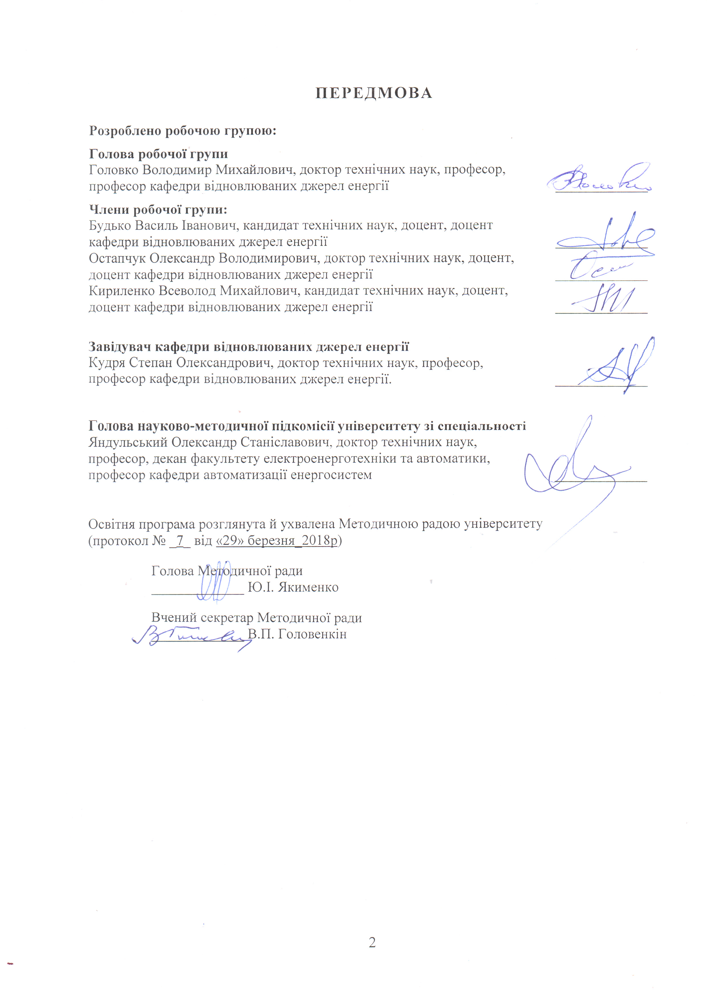 ПЕРЕДМОВА
Розроблено робочою групою:
Голова робочої групи
Головко Володимир Михайлович, доктор технічних наук, професор,
професор кафедри відновлюваних джерел енергії
Члени робочої групи:
Будько Василь Іванович, кандидат технічних наук, доцент, доцент
кафедри відновлюваних джерел енергії
Остапчук Олександр Володимирович, доктор технічних наук, доцент,
доцент кафедри відновлюваних джерел енергії
Кириленко Всеволод Михайлович, кандидат технічних наук, доцент,
доцент кафедри відновлюваних джерел енергії
Завідувач кафедри відновлюваних джерел енергії
Кудря Степан Олександрович, доктор технічних наук, професор,
професор кафедри відновлюваних джерел енергії.
Голова науково-методичної підкомісії університету зі спеціальності
Яндульський Олександр Станіславович, доктор технічних наук,
професор, декан факультету електроенерготехніки та автоматики,
професор кафедри автоматизації енергосистем
Освітня програма розглянута й ухвалена Методичною радою університету
(протокол № _7_ від «29» березня_2018р)
Голова Методичної ради
Ю.І. Якименко
Вчений секретар Методичної ради
В.П. Головенкін
2